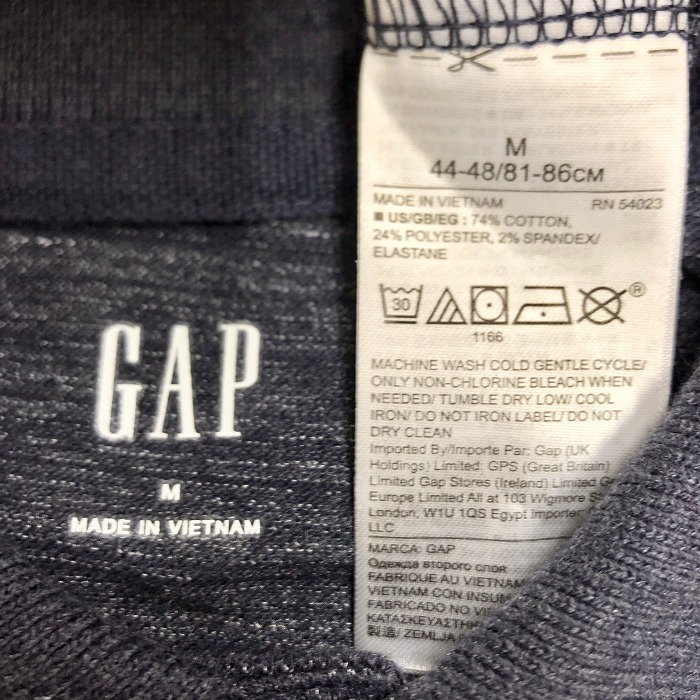 GAP
M
MADE IN VIETNAM
M
44-48/81-86CM
MADE IN VIETNAM RN 54023
■ US/GB/EG : 74% COTTON,
24% POLYESTER, 2% SPANDEX/
ELASTANE
30
®
1166
MACHINE WASH COLD GENTLE CYCLE/
ONLY NON-CHLORINE BLEACH WHEN
NEEDED/ TUMBLE DRY LOW/ COOL
IRON/ DO NOT IRON LABEL/ DO NOT
DRY CLEAN
Imported By/Importe Par: Gap (UK
Holdings) Limited: GPS (Great Britain)
Limited Gap Stores (Ireland) Limited
Europe Limited All at 103 Wigmore
London, W1U 1QS Egypt Importer
LLC
MARCA: GAP
Одежда второго слоя
FABRIQUE AU VIETNAM
VIETNAM CON
FABRICADO NO
製造/ ZEMLJA